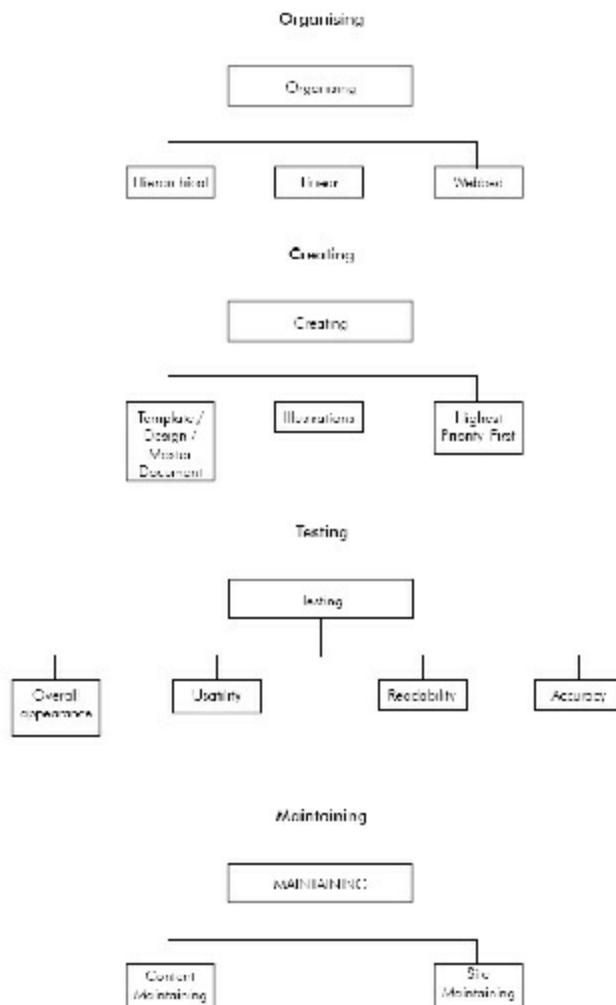 Organising
Organising
Hierarchical
Linear
Webbed
Creating
Creating
Template /
Design /
Master
Document
Illustrations
Highest
Priority First
Testing
Testing
Overall
appearance
Usability
Readability
Accuracy
Maintaining
MAINTAINING
Content
Maintaining
Site
Maintaining